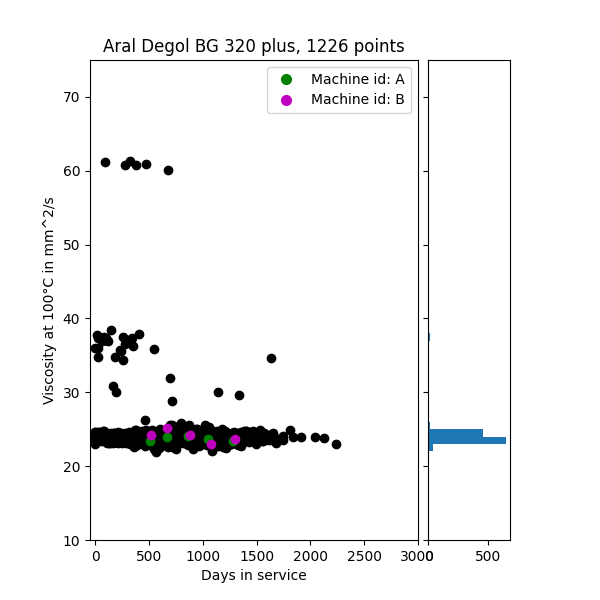 Aral Degol BG 320 plus, 1226 points
Machine id: A
Machine id: B
Viscosity at 100°C in mm^2/s
70
60
50
40
30
20
10
0 500 1000 1500 2000 2500 3000
0 500
Days in service